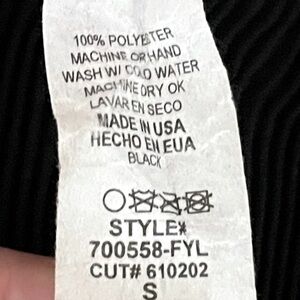 100% POLYESTER
MACHINE OR HAND
WASH W/ COLD WATER
MACHINE DRY OK
LAVAR EN SECO
MADE IN USA
HECHO EN EUA
BLACK
STYLE#
700558-FYL
CUT# 610202
S